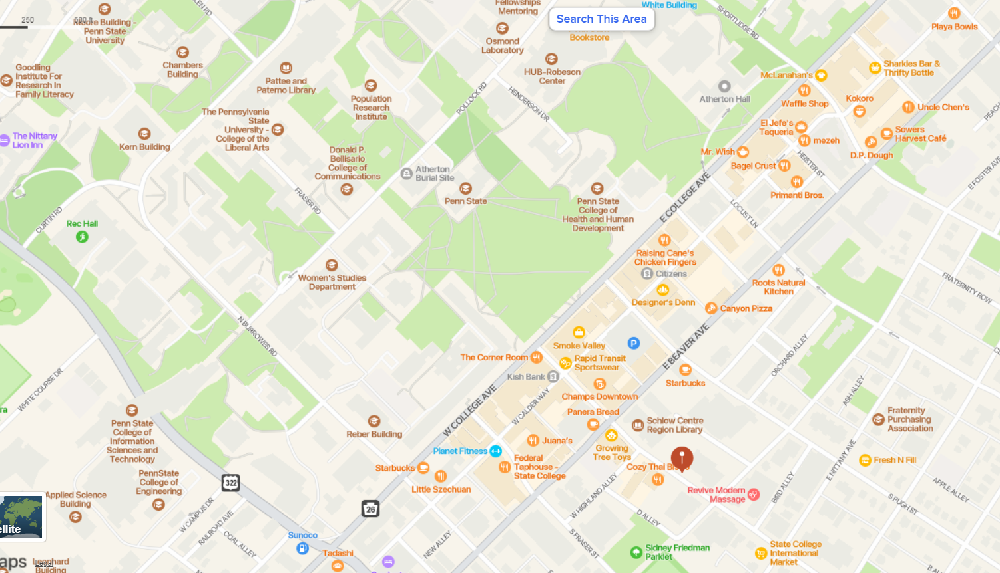 250
500 ft
Moore Building -
Penn State
University
Fellowships
Mentoring
White Building
Search This Area
Penn State
Bookstore
SHORTLIDGE RD
Playa Bowls
Osmond
Laboratory
Chambers
Building
Goodling
Institute For
Research In
Family Literacy
Pattee and
Paterno Library
HUB-Robeson
Center
McLanahan's
Sharkies Bar &
Thrifty Bottle
Waffle Shop
Kokoro
Uncle Chen's
Atherton Hall
POLLOCK RD
HENDERSON DR
Population
Research
Institute
The Pennsylvania
State
University -
College of the
Liberal Arts
The Nittany
Lion Inn
Kern Building
El Jefe's
Taqueria
mezeh
Sowers
Harvest Café
D.P. Dough
Mr. Wish
Bagel Crust
HEISTER ST
Primanti Bros.
E FOSTER AVE
Donald P.
Bellisario
College of
Communications
Atherton
Burial Site
Penn State
Penn State
College of
Health and Human
Development
E COLLEGE AVE
LOCUST LN
FRASER RD
CURTIN RD
Rec Hall
Raising Cane's
Chicken Fingers
Citizens
Designer's Denn
Roots Natural
Kitchen
Canyon Pizza
FRATERNITY ROW
Women's Studies
Department
N BURROWES RD
Smoke Valley
The Corner Room
Rapid Transit
Sportswear
P
E BEAVER AVE
Kish Bank
Champs Downtown
Starbucks
ORCHARD ALLEY
ASH ALLEY
WHITE COURSE DR
W COLLEGE AVE
W CALDER WAY
Panera Bread
Schlow Centre
Region Library
Fraternity
Purchasing
Association
Penn State
College of
Information
Sciences and
Technology
Reber Building
Juana's
Planet Fitness
Growing
Tree Toys
Federal
Taphouse -
State College
Starbucks
Little Szechuan
Revive Modern
Massage
E NITTANY AVE
Fresh N Fill
APPLE ALLEY
BIRD ALLEY
S PUGH ST
PennState
College of
Engineering
322
26
W HIGHLAND ALLEY
D ALLEY
Applied Science
Building
W CAMPUS DR
RAILROAD AVE
COAL ALLEY
Sunoco
Tadashi
NEW ALLEY
S FRASER ST
Sidney Friedman
Parklet
State College
International
Market
Legal
Building